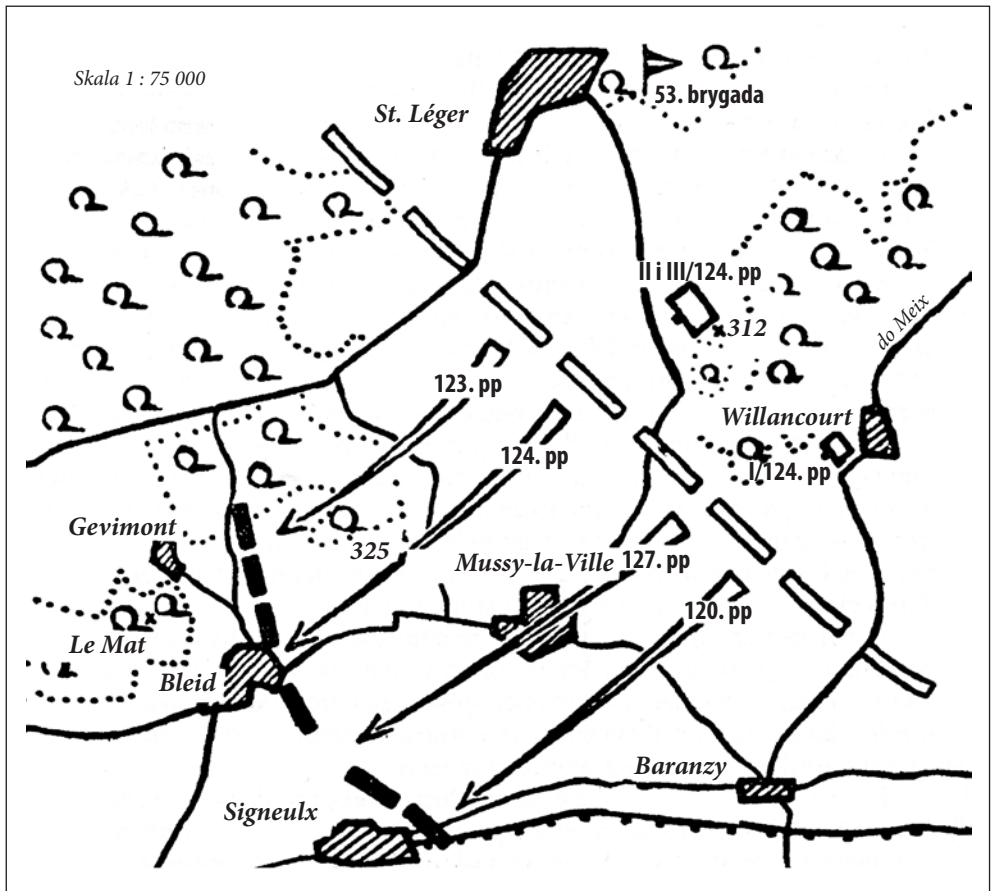 Skala 1 : 75 000
St. Léger
53. brygada
II i III/124. pp
312
do Meix
123. pp
Willancourt
124. pp
I/124. pp
Gevimont
325
Mussy-la-Ville
127. pp
120. pp
Le Mat
Bleid
Baranzy
Signeulx